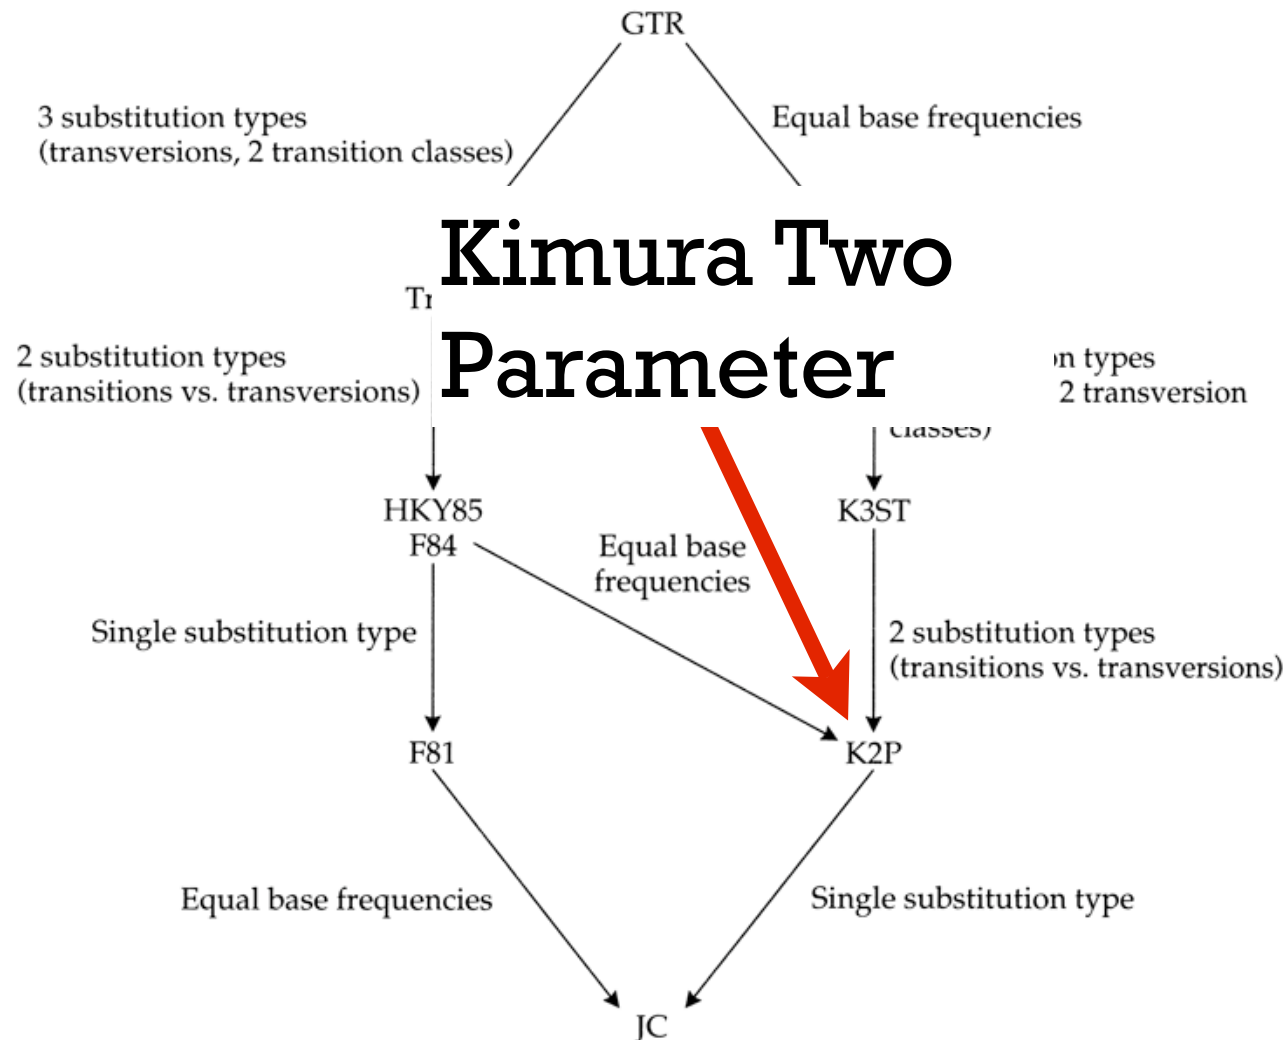 GTR
3 substitution types
(transversions, 2 transition classes)
Equal base frequencies
Kimura Two
Parameter
2 substitution types
(transitions vs. transversions)
types
2 transversion
classes)
HKY85
F84
K3ST
Equal base
frequencies
Single substitution type
2 substitution types
(transitions vs. transversions)
F81
K2P
Equal base frequencies
Single substitution type
JC